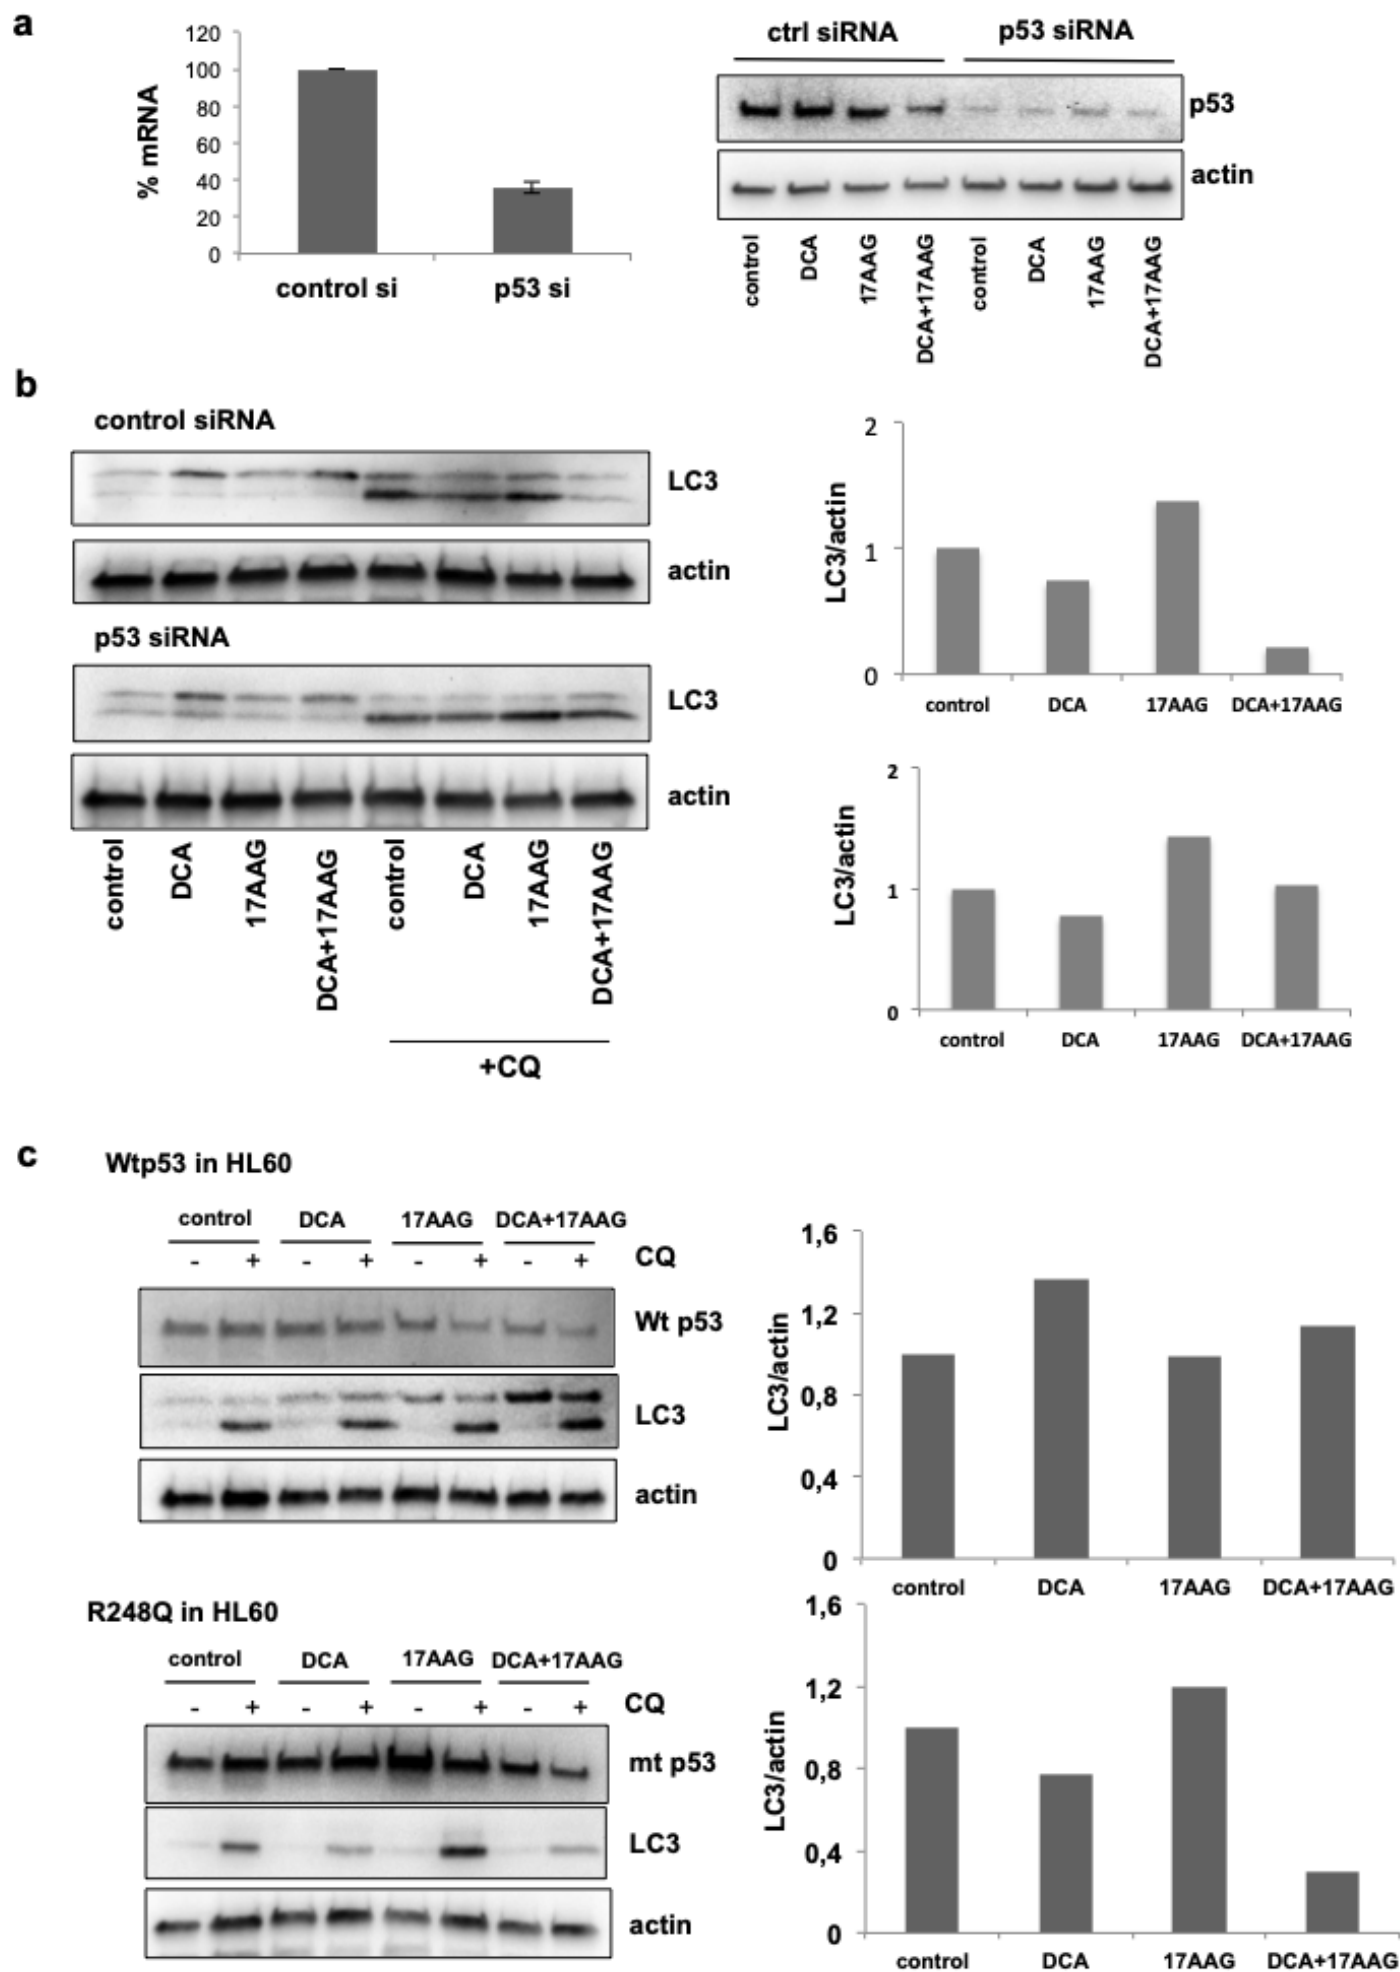 a
120
100
80
60
40
20
0
% mRNA
control si
p53 si
ctrl siRNA
p53 siRNA
p53
actin
control
DCA
17AAG
DCA+17AAG
control
DCA
17AAG
DCA+17AAG
b
control siRNA
LC3
actin
p53 siRNA
LC3
actin
control
DCA
17AAG
DCA+17AAG
control
DCA
17AAG
DCA+17AAG
+CQ
2
1
0
LC3/actin
control
DCA
17AAG
DCA+17AAG
2
1
0
LC3/actin
control
DCA
17AAG
DCA+17AAG
c
Wtp53 in HL60
control DCA 17AAG DCA+17AAG
- + - + - + - + CQ
Wt p53
LC3
actin
1,6
1,2
0,8
0,4
0
LC3/actin
control
DCA
17AAG
DCA+17AAG
R248Q in HL60
control DCA 17AAG DCA+17AAG
- + - + - + - + CQ
mt p53
LC3
actin
1,6
1,2
0,8
0,4
0
LC3/actin
control
DCA
17AAG
DCA+17AAG